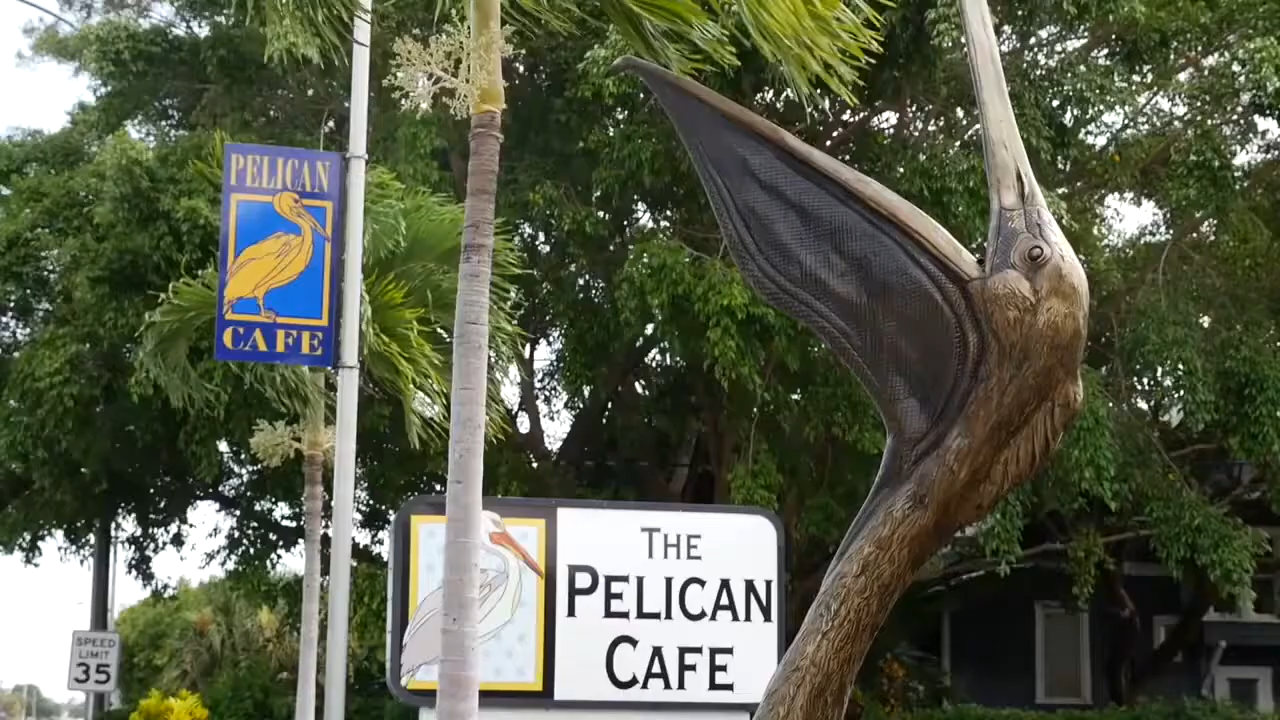 PELICAN
CAFE
THE
PELICAN
CAFE
SPEED
LIMIT
35